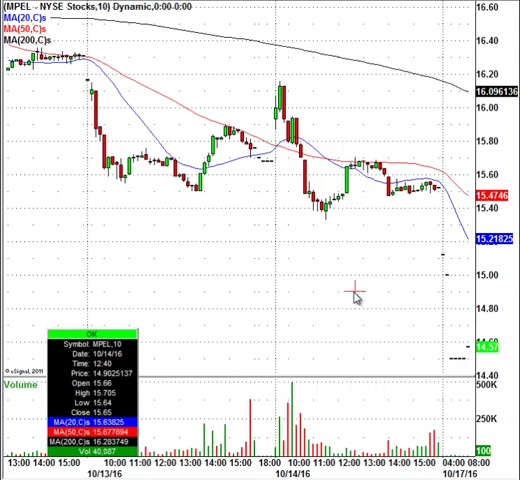 (MPEL - NYSE Stocks,10) Dynamic,0:00-0:00
MA(20,C)s
MA(50,C)s
MA(200,C)s
16.60
16.40
16.20
16.096136
16.00
15.80
15.60
15.4746
15.40
15.21825
15.00
14.80
14.60
14.57
© eSignal, 2011
OK
Symbol: MPEL,10
Date: 10/14/16
Time: 12:40
Price: 14.9025137
Open 15.66
High 15.705
Low 15.64
Close 15.65
MA(20,C)s 15.63825
MA(50,C)s 15.677894
MA(200,C)s 16.283749
Vol 40,087
Volume
500K
250K
100
13:00 14:00 15:00 10:00 11:00 12:00 13:00 14:00 15:00 18:00 10:00 11:00 12:00 13:00 14:00 15:00 04:00 08:00
10/13/16 10/14/16 10/17/16